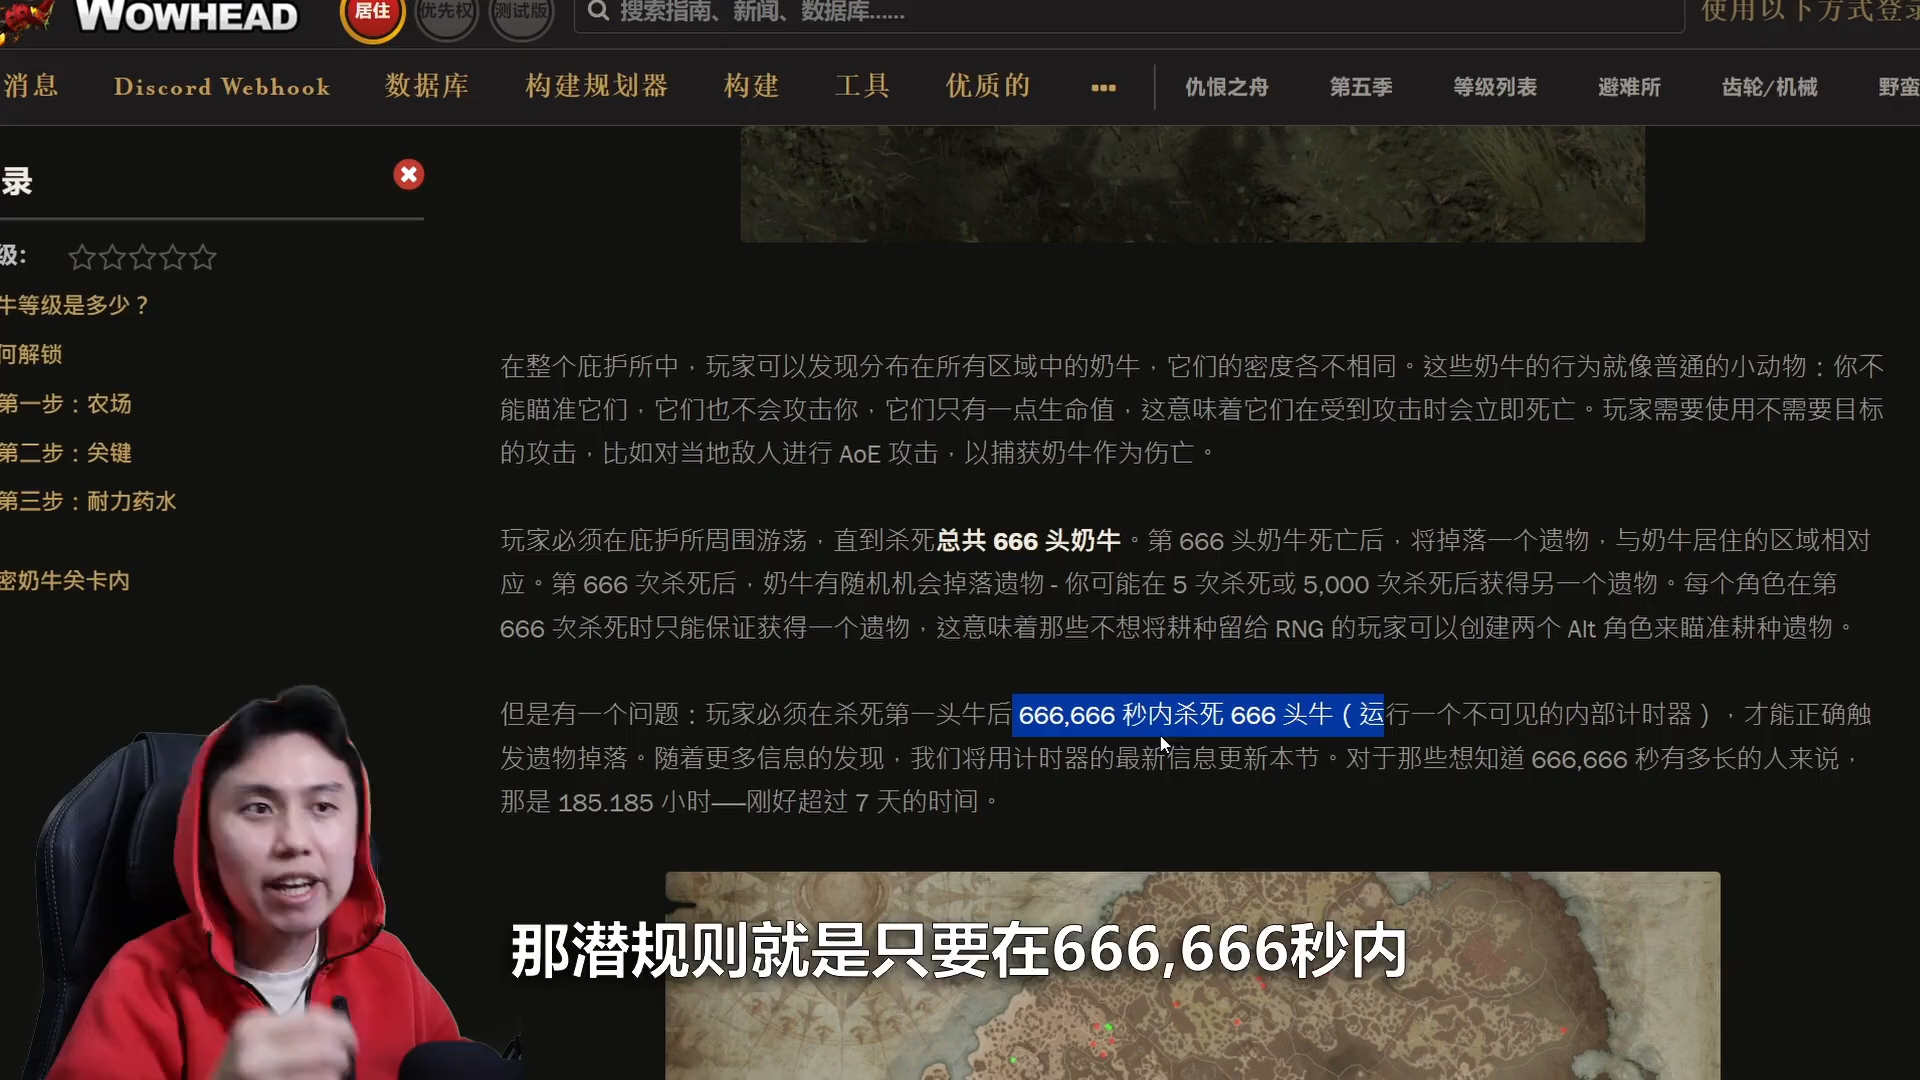 WOWHEAD
居住
优先权
测试版
搜索指南、新闻、数据库......
使用以下方式登录
消息
Discord Webhook
数据库
构建规划器
构建
工具
优质的
仇恨之舟
第五季
等级列表
避难所
齿轮/机械
野蛮
录
级:
牛等级是多少？
何解锁
第一步：农场
第二步：关键
第三步：耐力药水
密奶牛关卡内
在整个庇护所中，玩家可以发现分布在所有区域中的奶牛，它们的密度各不相同。这些奶牛的行为就像普通的小动物：你不
能瞄准它们，它们也不会攻击你，它们只有一点生命值，这意味着它们在受到攻击时会立即死亡。玩家需要使用不需要目标
的攻击，比如对当地敌人进行 AoE 攻击，以捕获奶牛作为伤亡。
玩家必须在庇护所周围游荡，直到杀死总共 666 头奶牛。第 666 头奶牛死亡后，将掉落一个遗物，与奶牛居住的区域相对
应。第 666 次杀死后，奶牛有随机机会掉落遗物 - 你可能在 5 次杀死或 5,000 次杀死后获得另一个遗物。每个角色在第
666 次杀死时只能保证获得一个遗物，这意味着那些不想将耕种留给 RNG 的玩家可以创建两个 Alt 角色来瞄准耕种遗物。
但是有一个问题：玩家必须在杀死第一头牛后 666,666 秒内杀死 666 头牛（运行一个不可见的内部计时器），才能正确触
发遗物掉落。随着更多信息的发现，我们将用计时器的最新信息更新本节。对于那些想知道 666,666 秒有多长的人来说，
那是 185.185 小时——刚好超过 7 天的时间。
那潜规则就是只要在666,666秒内